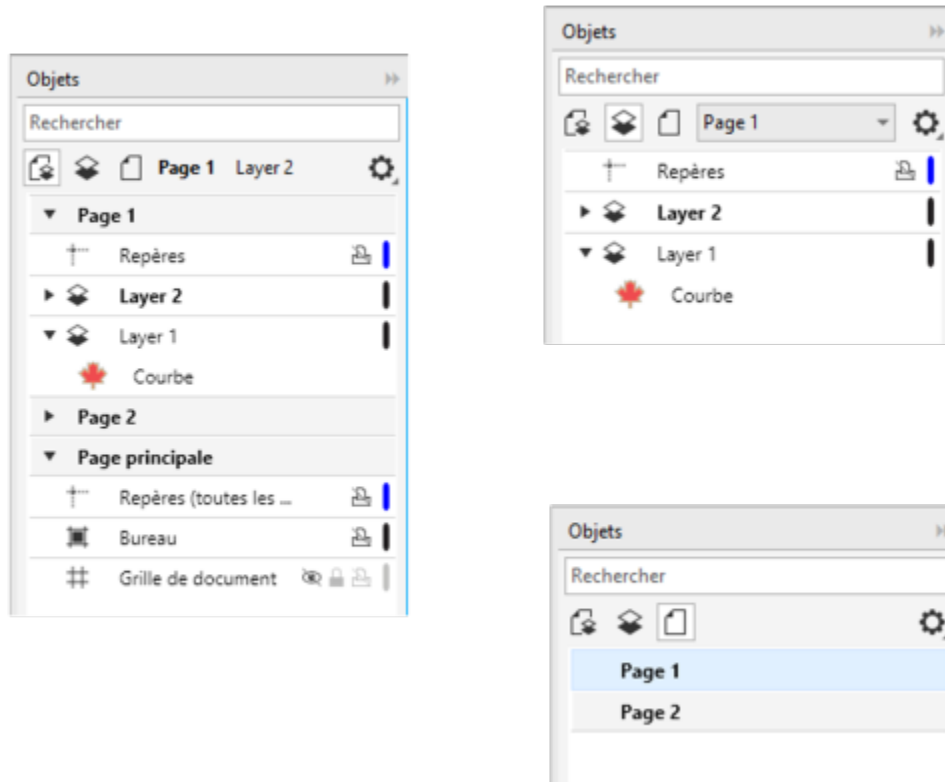 Objets
Rechercher
Page 1 Layer 2
Page 1
Repères
Layer 2
Layer 1
Courbe
Page 2
Page principale
Repères (toutes les ...
Bureau
Grille de document
Objets
Rechercher
Page 1
Repères
Layer 2
Layer 1
Courbe
Objets
Rechercher
Page 1
Page 2